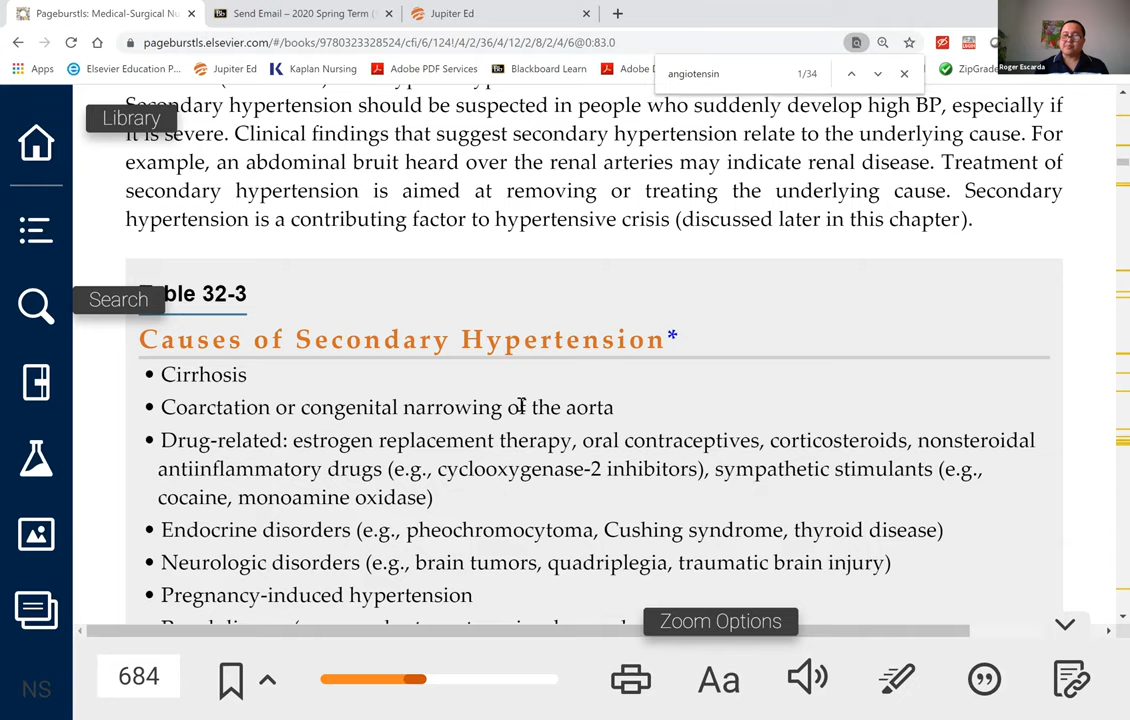 Pageburstls: Medical-Surgical Nu
Send Email – 2020 Spring Term (
Jupiter Ed
pageburstls.elsevier.com/#/books/9780323328524/cfi/6/124!/4/2/36/4/12/2/8/2/4/6@0:83.0
Roger Escarda
Apps
Elsevier Education P...
Jupiter Ed
Kaplan Nursing
Adobe PDF Services
Blackboard Learn
Adobe D
angiotensin
1/34
ZipGrade
Library
Secondary hypertension should be suspected in people who suddenly develop high BP, especially if
it is severe. Clinical findings that suggest secondary hypertension relate to the underlying cause. For
example, an abdominal bruit heard over the renal arteries may indicate renal disease. Treatment of
secondary hypertension is aimed at removing or treating the underlying cause. Secondary
hypertension is a contributing factor to hypertensive crisis (discussed later in this chapter).
Search
ble 32-3
Causes of Secondary Hypertension*
• Cirrhosis
• Coarctation or congenital narrowing of the aorta
• Drug-related: estrogen replacement therapy, oral contraceptives, corticosteroids, nonsteroidal
antiinflammatory drugs (e.g., cyclooxygenase-2 inhibitors), sympathetic stimulants (e.g.,
cocaine, monoamine oxidase)
• Endocrine disorders (e.g., pheochromocytoma, Cushing syndrome, thyroid disease)
• Neurologic disorders (e.g., brain tumors, quadriplegia, traumatic brain injury)
• Pregnancy-induced hypertension
Zoom Options
NS
684
Aa